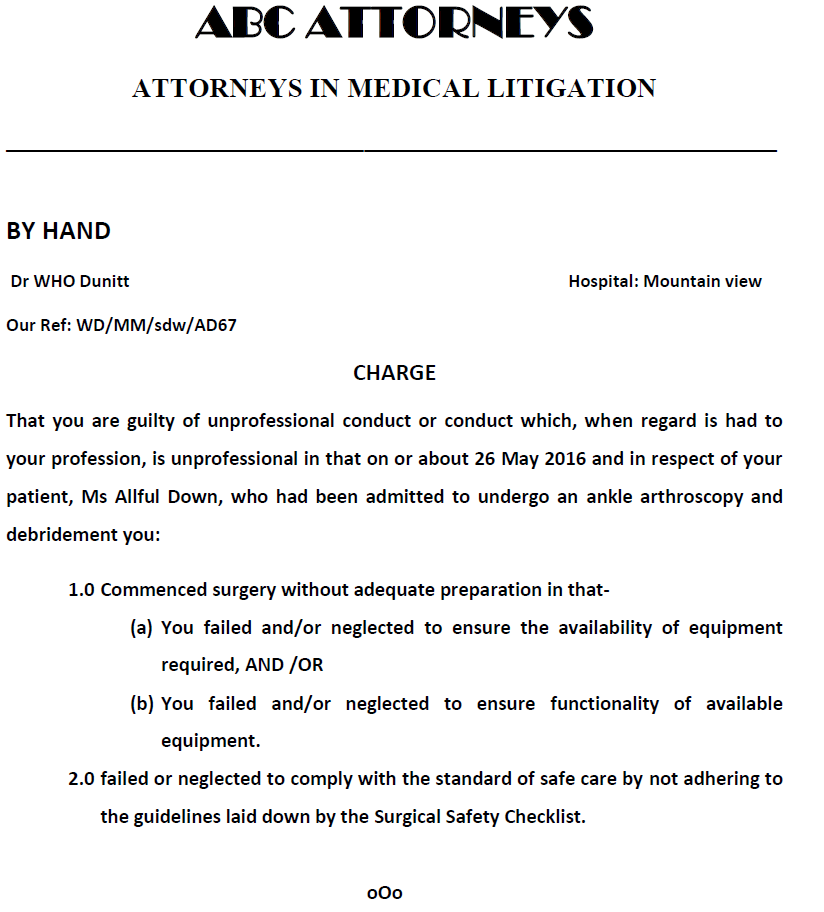 ABC ATTORNEYS
ATTORNEYS IN MEDICAL LITIGATION
BY HAND
Dr WHO Dunitt Hospital: Mountain view
Our Ref: WD/MM/sdw/AD67
CHARGE
That you are guilty of unprofessional conduct or conduct which, when regard is had to
your profession, is unprofessional in that on or about 26 May 2016 and in respect of your
patient, Ms Allful Down, who had been admitted to undergo an ankle arthroscopy and
debridement you:
1.0 Commenced surgery without adequate preparation in that-
(a) You failed and/or neglected to ensure the availability of equipment
required, AND /OR
(b) You failed and/or neglected to ensure functionality of available
equipment.
2.0 failed or neglected to comply with the standard of safe care by not adhering to
the guidelines laid down by the Surgical Safety Checklist.
oOo